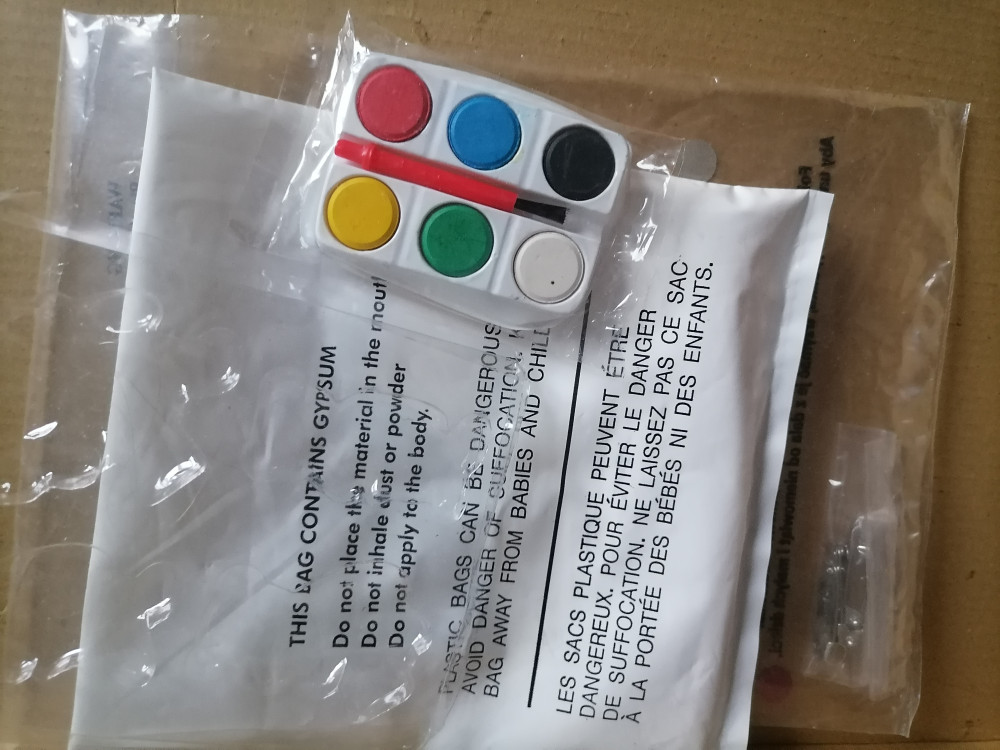 THIS BAG CONTAINS GYPSUM
Do not place the material in the mouth
Do not inhale dust or powder
Do not apply to the body.
PLASTIC BAGS CAN BE DANGEROUS
AVOID DANGER OF SUFFOCATION.
BAG AWAY FROM BABIES AND CHILD
LES SACS PLASTIQUE PEUVENT ÊTRE
DANGEREUX. POUR ÉVITER LE DANGER
DE SUFFOCATION. NE LAISSEZ PAS CE SAC
À LA PORTÉE DES BÉBÉS NI DES ENFANTS.